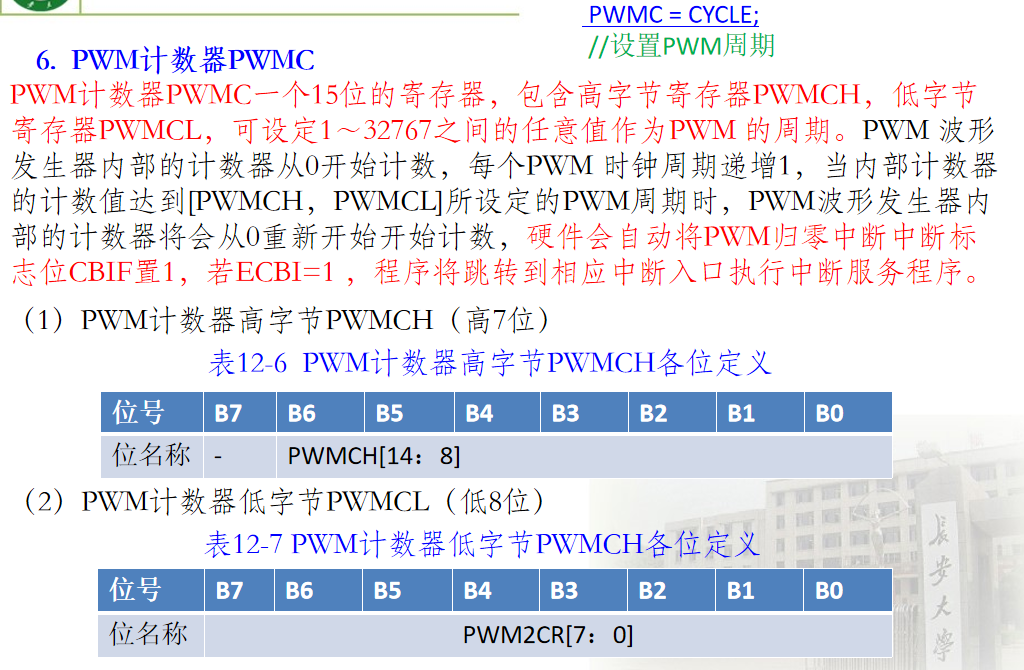 PWMC = CYCLE;
//设置PWM周期
6. PWM计数器PWMC
PWM计数器PWMC一个15位的寄存器，包含高字节寄存器PWMCH，低字节
寄存器PWMCL，可设定1～32767之间的任意值作为PWM 的周期。PWM 波形
发生器内部的计数器从0开始计数，每个PWM 时钟周期递增1，当内部计数器
的计数值达到[PWMCH，PWMCL]所设定的PWM周期时，PWM波形发生器内
部的计数器将会从0重新开始开始计数，硬件会自动将PWM归零中断中断标
志位CBIF置1，若ECBI=1 ，程序将跳转到相应中断入口执行中断服务程序。
（1）PWM计数器高字节PWMCH（高7位）
表12-6 PWM计数器高字节PWMCH各位定义
位号 B7 B6 B5 B4 B3 B2 B1 B0
位名称 - PWMCH[14：8]
（2）PWM计数器低字节PWMCL（低8位）
表12-7 PWM计数器低字节PWMCH各位定义
位号 B7 B6 B5 B4 B3 B2 B1 B0
位名称 PWM2CR[7：0]
长安大学